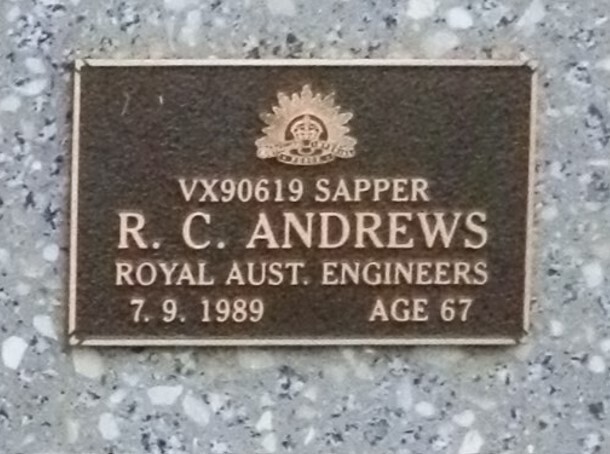 VX90619 SAPPER
R. C. ANDREWS
ROYAL AUST. ENGINEERS
7. 9. 1989 AGE 67